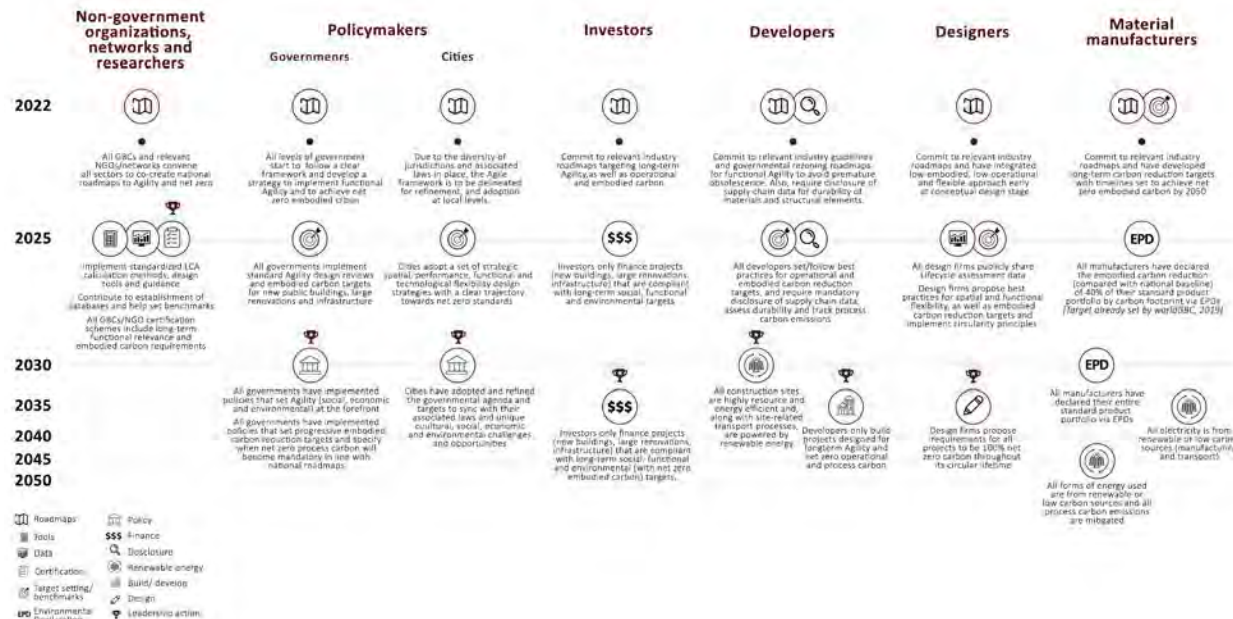 Non-government
organizations,
networks and
researchers
Policymakers
Governmenrs
Cities
Investors
Developers
Designers
Material
manufacturers
2022
All GBCs and relevant
NGOs/networks convene
all sectors to co-create national
roadmaps to Agility and net zero
All levels of government
start to follow a clear
framework and develop a
strategy to implement functional
Agility and to achieve net
zero embodied crbon
Due to the diversity of
jurisdictions and associated
laws in place, the Agile
framework is to be delineated
for refinement, and adoption
at local levels.
Commit to relevant industry
roadmaps targeting long-term
Agility,as well as operational
and embodied carbon
Commit to relevant industry guidelines
and governmental rezoning roadmaps
for functional Agility to avoid premature
obsolescence. Also, require disclosure of
supply chain data for durability of
materials and structural elements.
Commit to relevant industry
roadmaps and have integrated
low-embodied, low-operational
and flexible approach early
at conceptual design stage
Commit to relevant industry
roadmaps and have developed
long-term carbon reduction targets
with timelines set to achieve net
zero embodied carbon by 2050
2025
$$$
EPD
Implement standardized LCA
calculation methods, design
tools and guidance
Contribute to establishment of
databases and help set benchmarks
All GBCs/NGO certification
schemes include long-term
functional relevance and
embodied carbon requirements
All governments implement
standard Agility design reviews
and embodied carbon targets
for new public buildings, large
renovations and infrastructure
Cities adopt a set of strategic
spatial, performance, functional and
technological flexibility design
strategies with a clear trajectory
towards net zero standards
Investors only finance projects
(new buildings, large renovations,
infrastructure) that are compliant
with long-term social, functional
and environmental targets
All developers set/follow best
practices for operational and
embodied carbon reduction
targets, and require mandatory
disclosure of supply chain data,
assess durability and track process
carbon emissions
All design firms publicly share
lifecycle assessment data
Design firms propose best
practices for spatial and functional
flexibility, as well as embodied
carbon reduction targets and
implement circularity principles
All manufacturers have declared
the embodied carbon reduction
(compared with national baseline)
of 40% of their standard product
portfolio by carbon footprint via EPDs
(Target already set by worldGBC, 2019)
2030
EPD
All governments have implemented
policies that set Agility (social, economic
and environmental) at the forefront
All governments have implemented
policies that set progressive embodied
carbon reduction targets and specify
when net zero process carbon will
become mandatory in line with
national roadmaps.
Cities have adopted and refined
the governmental agenda and
targets to sync with their
associated laws and unique
cultural, social, economic
and environmental challenges
and opportunities.
All construction sites
are highly resource and
energy efficient and,
along with site-related
transport processes,
are powered by
renewable energy.
All manufacturers have
declared their entire
standard product
portfolio via EPDs
2035
$$$
2040
Investors only finance projects
(new buildings, large renovations,
infrastructure) that are compliant
with long-term social, functional
and environmental (with net zero
embodied carbon) targets.
Developers only build
projects designed for
longterm Agility and
net zero operational
and process carbon
Design firms propose
requirements for all
projects to be 100% net
zero carbon throughout
its circular lifetime
All electricity is from
renewable or low carbon
sources (manufacturing
and transport)
2045
2050
All forms of energy used
are from renewable or
low carbon sources and all
process carbon emissions
are mitigated
Roadmaps
Tools
Data
Certification
Target setting/
benchmarks
EPD Environmental
Policy
$$$ Finance
Dosclosure
Renewable energy
Build/ develop
Design
Leadership action